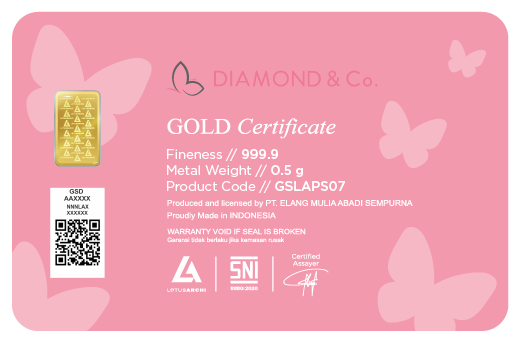 DIAMOND & Co.
GOLD Certificate
Fineness // 999.9
Metal Weight // 0.5 g
Product Code // GSLAPS07
Produced and licensed by PT. ELANG MULIA ABADI SEMPURNA
Proudly Made in INDONESIA
WARRANTY VOID IF SEAL IS BROKEN
Garansi tidak berlaku jika kemasan rusak
GSD
AAXXXX
NNNLAX
XXXXXX
LOTUSARCHI
SNI
Certified
Assayer